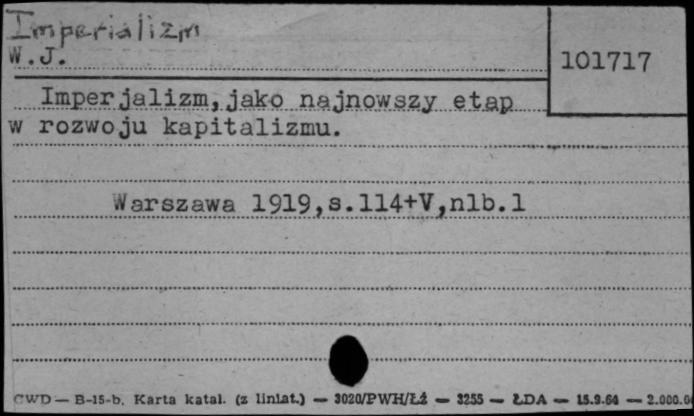 Imperializm
W.J.
101717
Imperjalizm, jako najnowszy etap
w rozwoju kapitalizmu.
Warszawa 1919,s.114+V,nlb.1
CWD — B-15-b. Karta katal. (z liniat.) — 3020/PWH/Łź — 3255 — ŁDA — 15.9.64 — 2.000.0